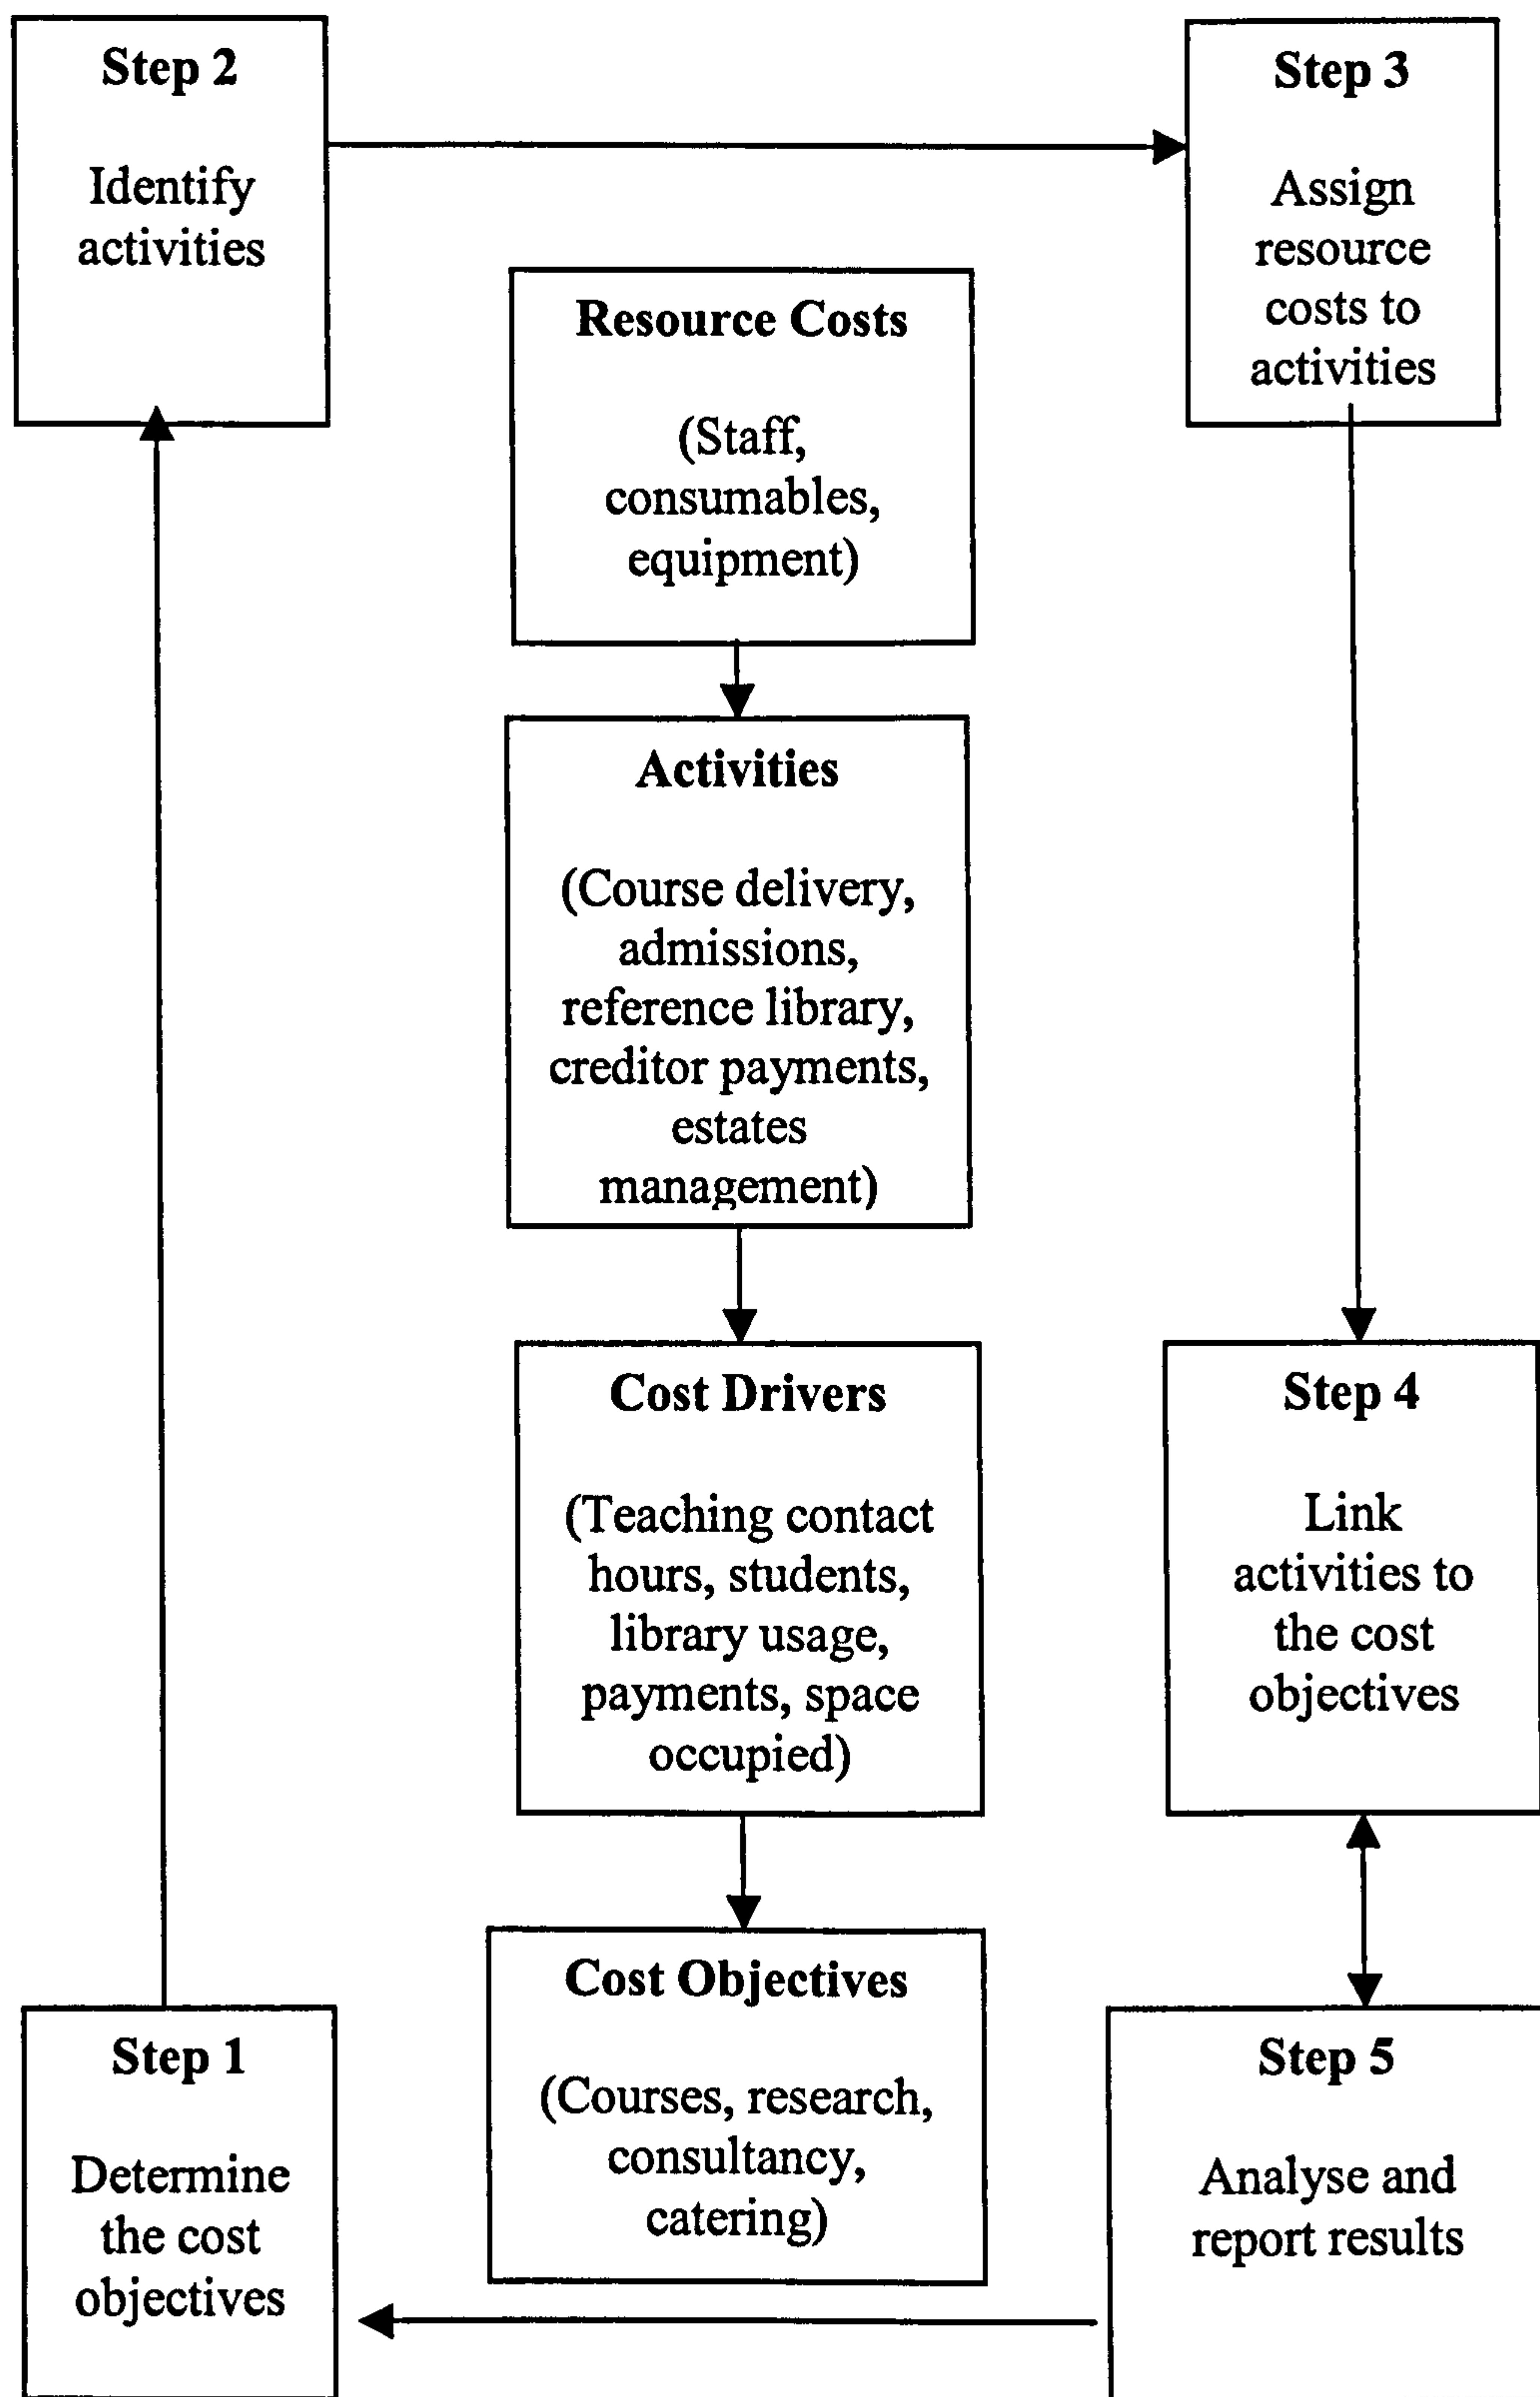 Step 2
Identify
activities
Step 3
Assign
resource
costs to
activities
Resource Costs
(Staff,
consumables,
equipment)
Activities
(Course delivery,
admissions,
reference library,
creditor payments,
estates
management)
Cost Drivers
(Teaching contact
hours, students,
library usage,
payments, space
occupied)
Step 4
Link
activities to
the cost
objectives
Cost Objectives
(Courses, research,
consultancy,
catering)
Step 1
Determine
the cost
objectives
Step 5
Analyse and
report results